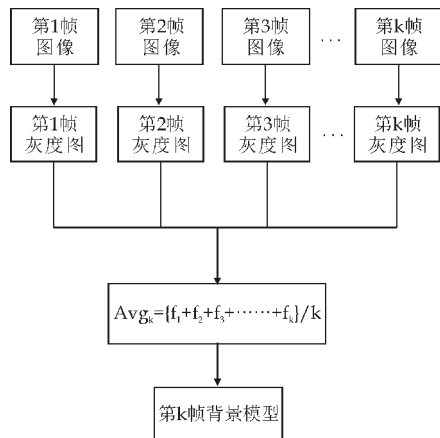 第1帧
图像
第2帧
图像
第3帧
图像
···
第k帧
图像
第1帧
灰度图
第2帧
灰度图
第3帧
灰度图
···
第k帧
灰度图
Avgₖ={f₁+f₂+f₃+······+fₖ}/k
第k帧背景模型